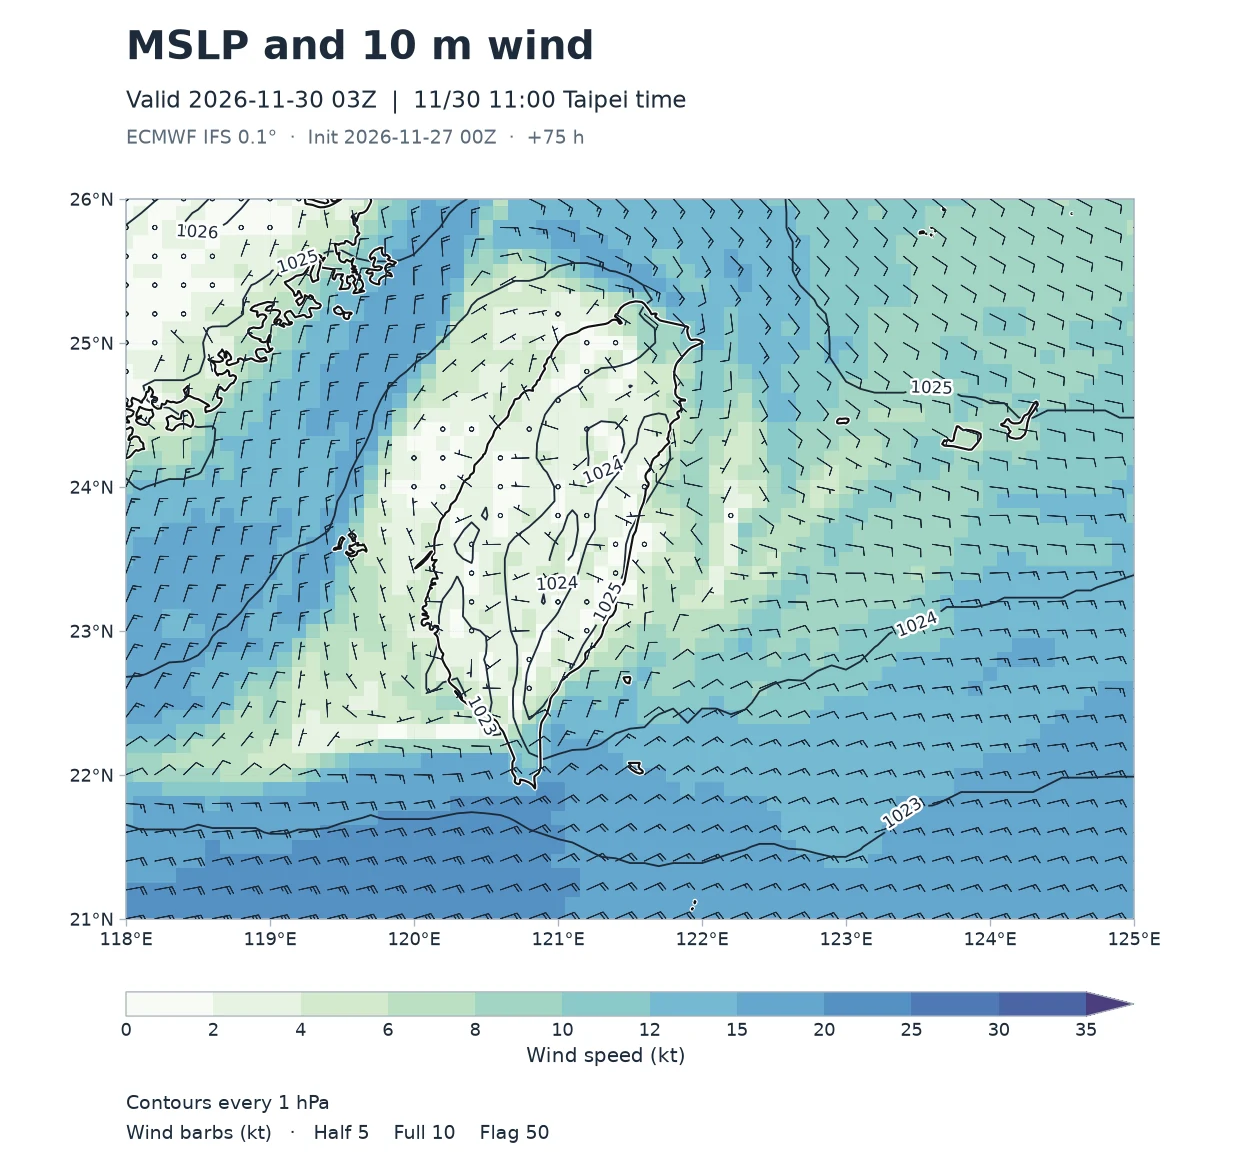 MSLP and 10 m wind
Valid 2026-11-30 03Z | 11/30 11:00 Taipei time
ECMWF IFS 0.1° · Init 2026-11-27 00Z · +75 h
26°N
1026
1025
25°N
1025
24°N
1024
1024
1025
23°N
1024
1023
22°N
1023
21°N
118°E 119°E 120°E 121°E 122°E 123°E 124°E 125°E
0 2 4 6 8 10 12 15 20 25 30 35
Wind speed (kt)
Contours every 1 hPa
Wind barbs (kt) · Half 5 Full 10 Flag 50